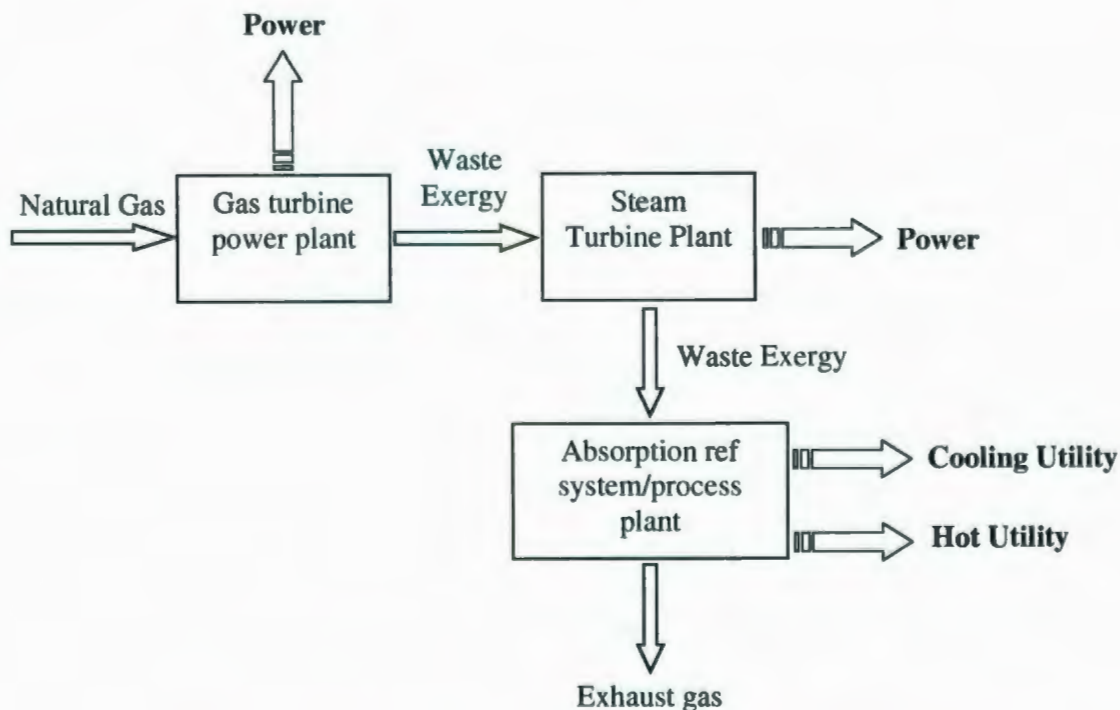 Power
Natural Gas
Gas turbine
power plant
Waste
Exergy
Steam
Turbine Plant
Power
Waste Exergy
Absorption ref
system/process
plant
Cooling Utility
Hot Utility
Exhaust gas